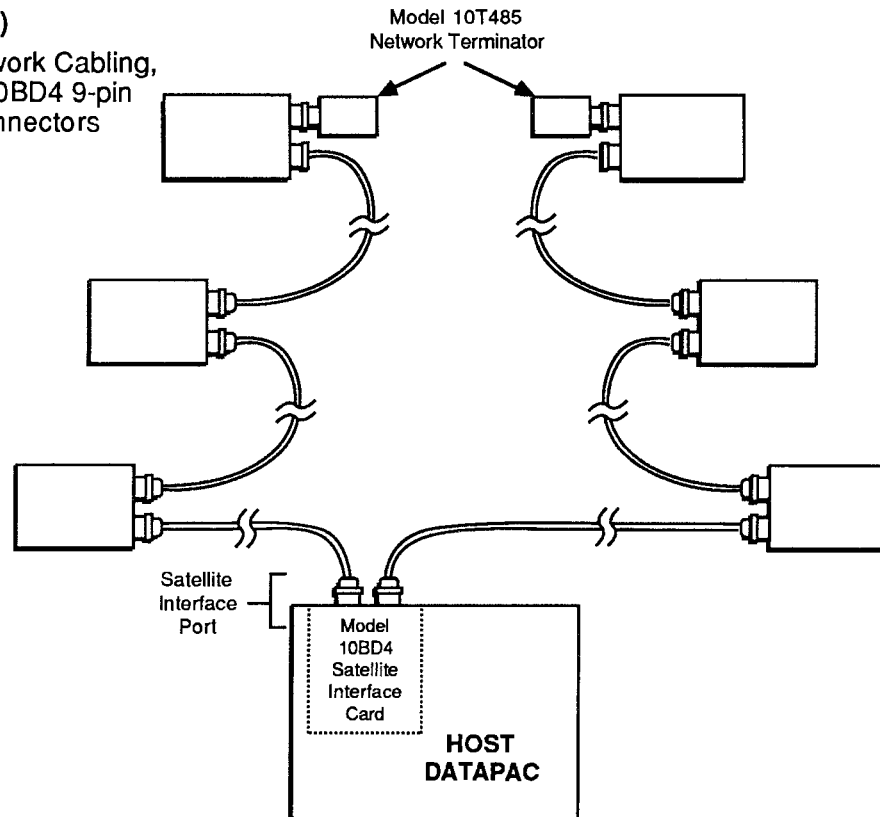 )
work Cabling,
0BD4 9-pin
nnectors
Model 10T485
Network Terminator
Satellite
Interface
Port
Model
10BD4
Satellite
Interface
Card
HOST
DATAPAC